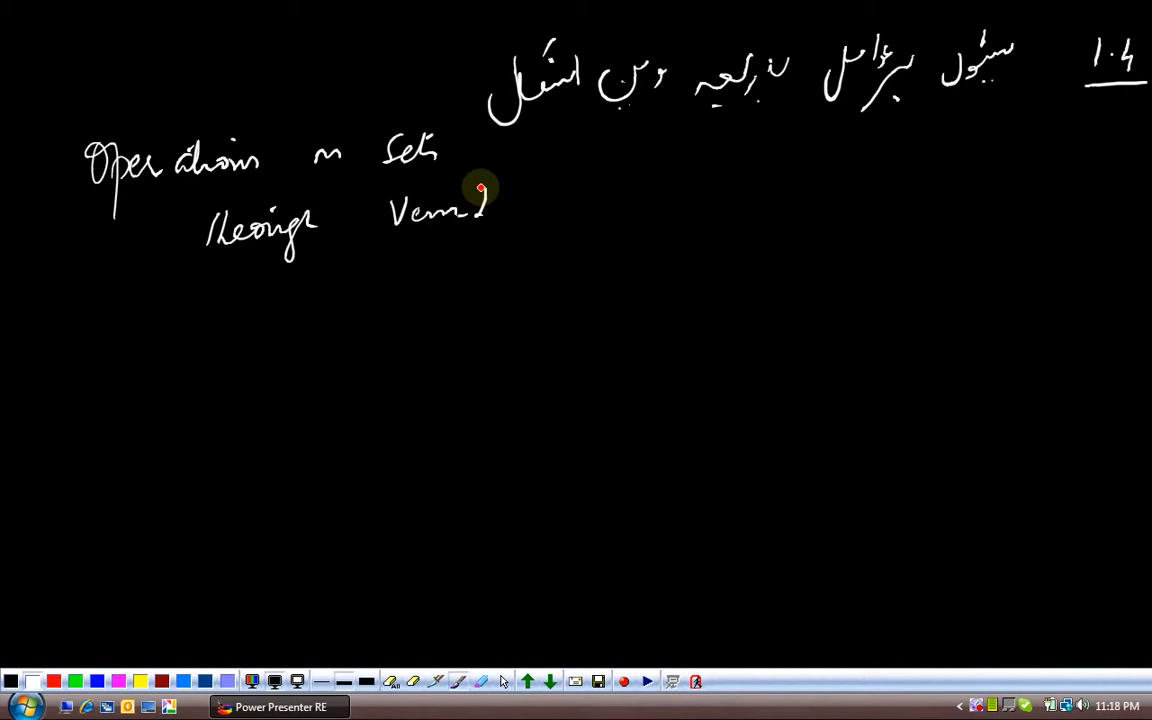 1.4 سیٹوں پر عوامل بذریعہ وین اشکال
Operations on Sets
through Venn D
Power Presenter RE
11:18 PM